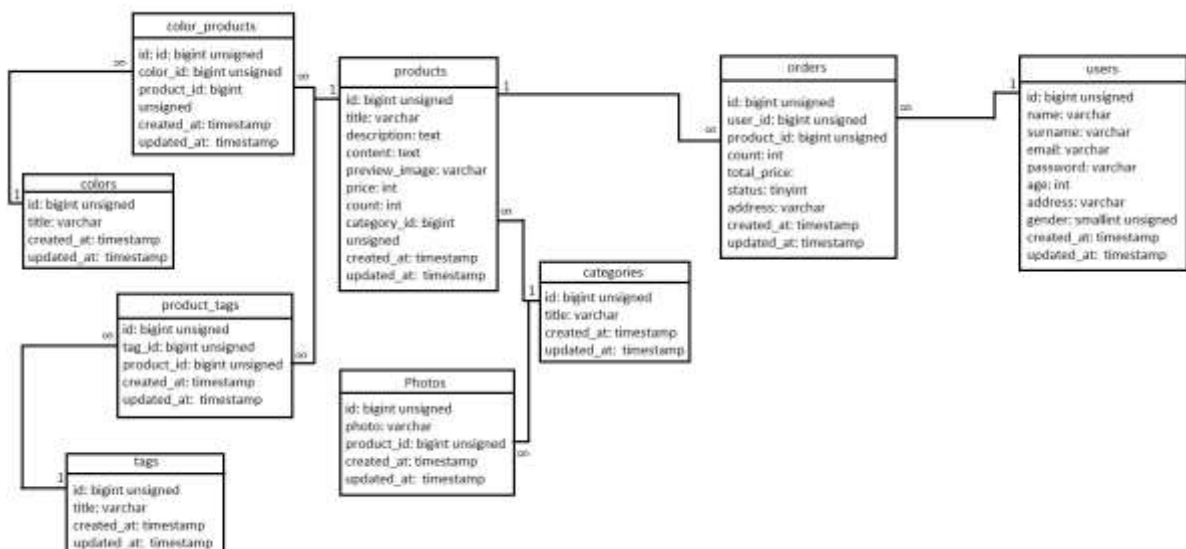 color_products
id: id: bigint unsigned
color_id: bigint unsigned
product_id: bigint
unsigned
created_at: timestamp
updated_at: timestamp
∞
∞
1
colors
id: bigint unsigned
title: varchar
created_at: timestamp
updated_at: timestamp
product_tags
id: bigint unsigned
tag_id: bigint unsigned
product_id: bigint unsigned
created_at: timestamp
updated_at: timestamp
∞
∞
tags
1
id: bigint unsigned
title: varchar
created_at: timestamp
updated_at: timestamp
products
1
1
id: bigint unsigned
title: varchar
description: text
content: text
preview_image: varchar
price: int
count: int
category_id: bigint
unsigned
created_at: timestamp
updated_at: timestamp
∞
categories
1
id: bigint unsigned
title: varchar
created_at: timestamp
updated_at: timestamp
Photos
id: bigint unsigned
photo: varchar
product_id: bigint unsigned
created_at: timestamp
updated_at: timestamp
∞
orders
∞
∞
id: bigint unsigned
user_id: bigint unsigned
product_id: bigint unsigned
count: int
total_price:
status: tinyint
address: varchar
created_at: timestamp
updated_at: timestamp
users
1
id: bigint unsigned
name: varchar
surname: varchar
email: varchar
password: varchar
age: int
address: varchar
gender: smallint unsigned
created_at: timestamp
updated_at: timestamp